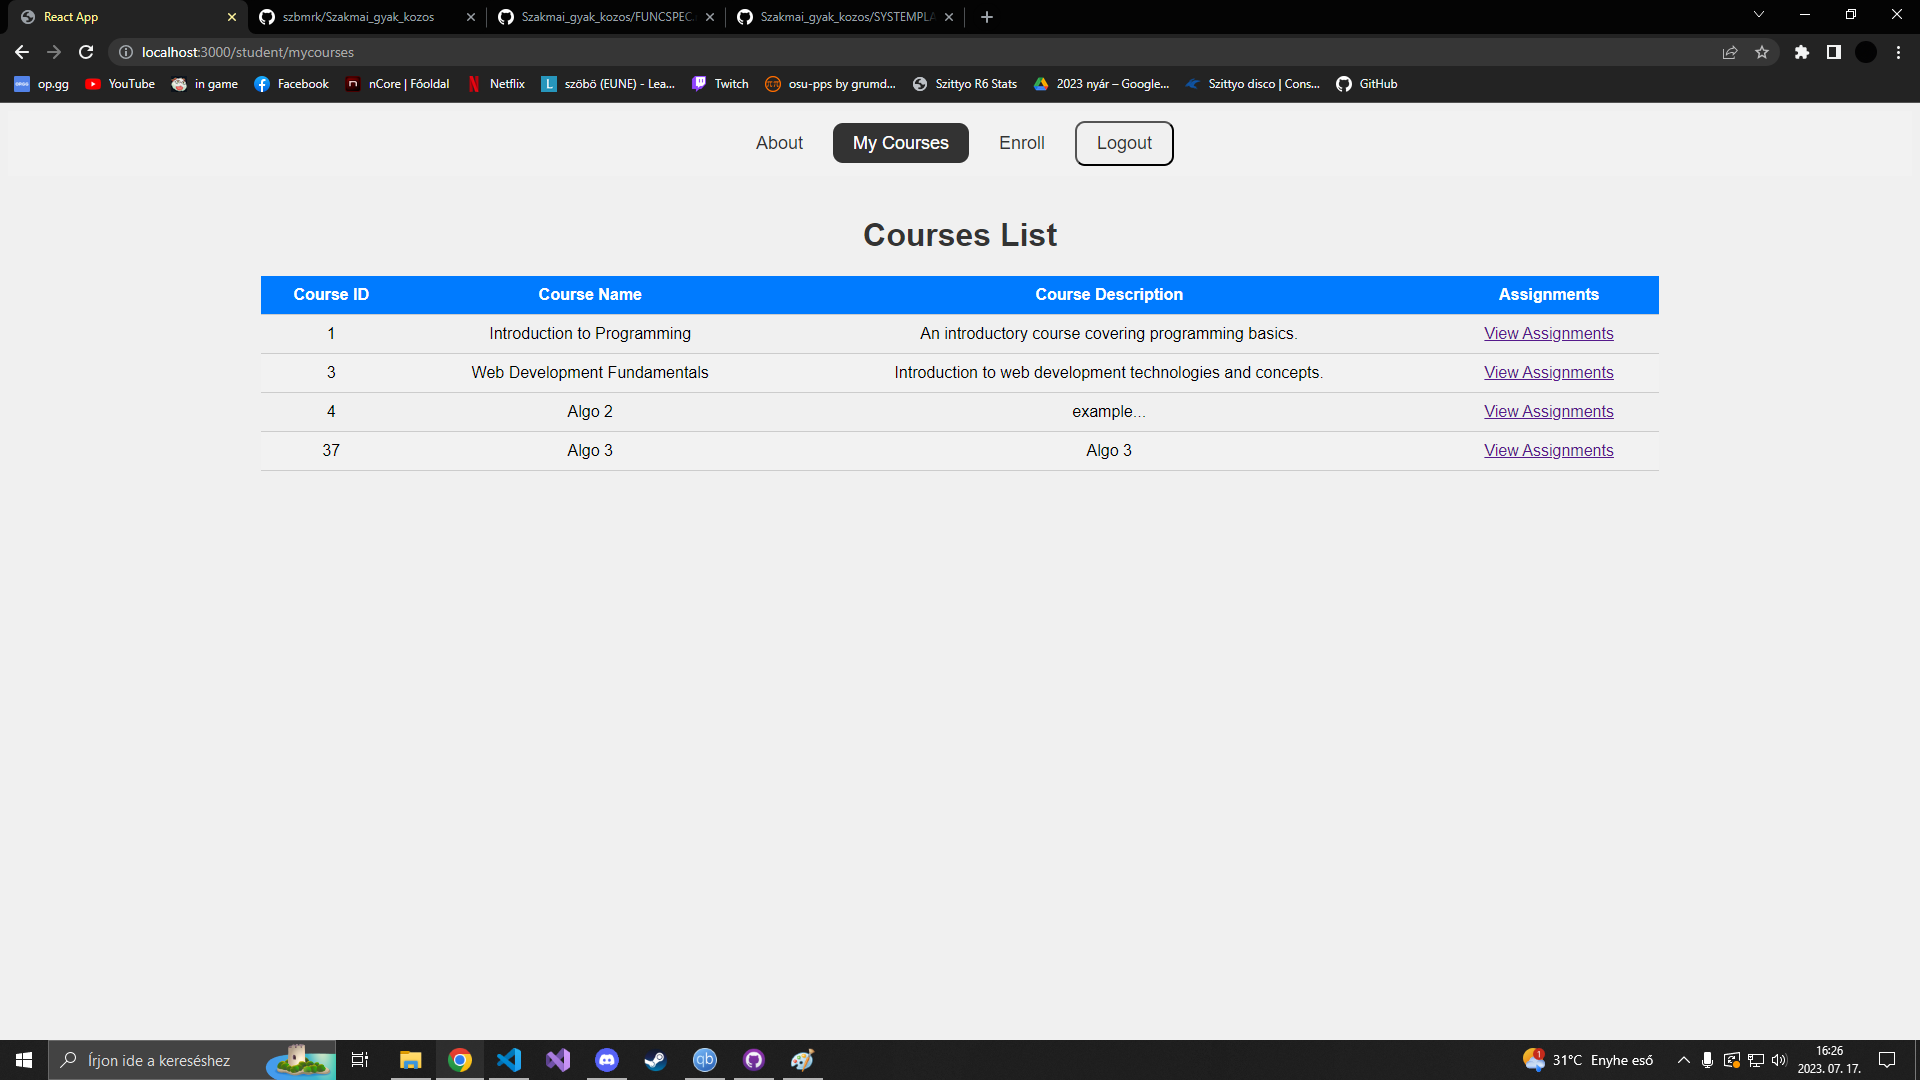 React App
szbmrk/Szakmai_gyak_kozos
Szakmai_gyak_kozos/FUNCSPEC.
Szakmai_gyak_kozos/SYSTEMPLA
localhost:3000/student/mycourses
op.gg YouTube in game Facebook nCore | Főoldal Netflix szöbö (EUNE) - Lea... Twitch osu-pps by grumd... Szittyo R6 Stats 2023 nyár – Google... Szittyo disco | Cons... GitHub
About My Courses Enroll Logout
Courses List
Course ID Course Name Course Description Assignments
1 Introduction to Programming An introductory course covering programming basics. View Assignments
3 Web Development Fundamentals Introduction to web development technologies and concepts. View Assignments
4 Algo 2 example... View Assignments
37 Algo 3 Algo 3 View Assignments
Írjon ide a kereséshez
31°C Enyhe eső
16:26
2023. 07. 17.